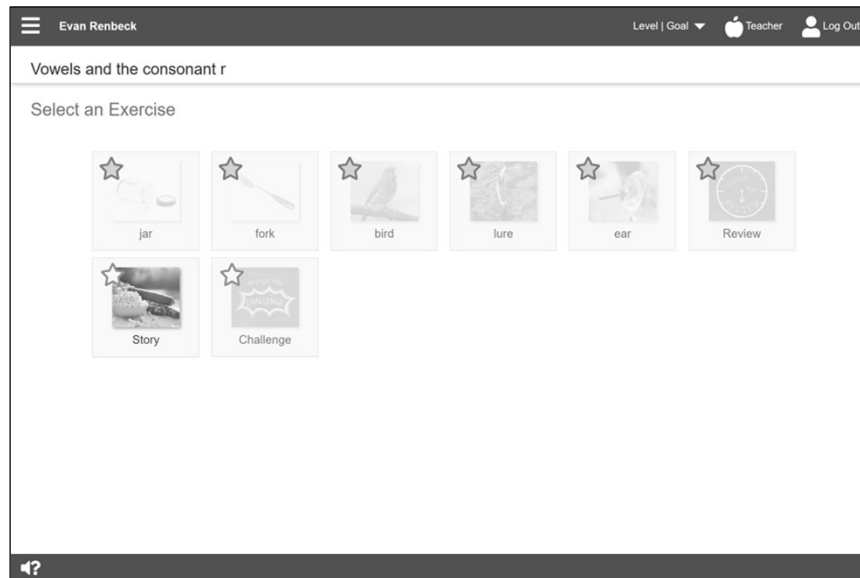 Evan Renbeck
Level | Goal
Teacher
Log Out
Vowels and the consonant r
Select an Exercise
jar
fork
bird
lure
ear
Review
Story
CHALLENGE
Challenge
?